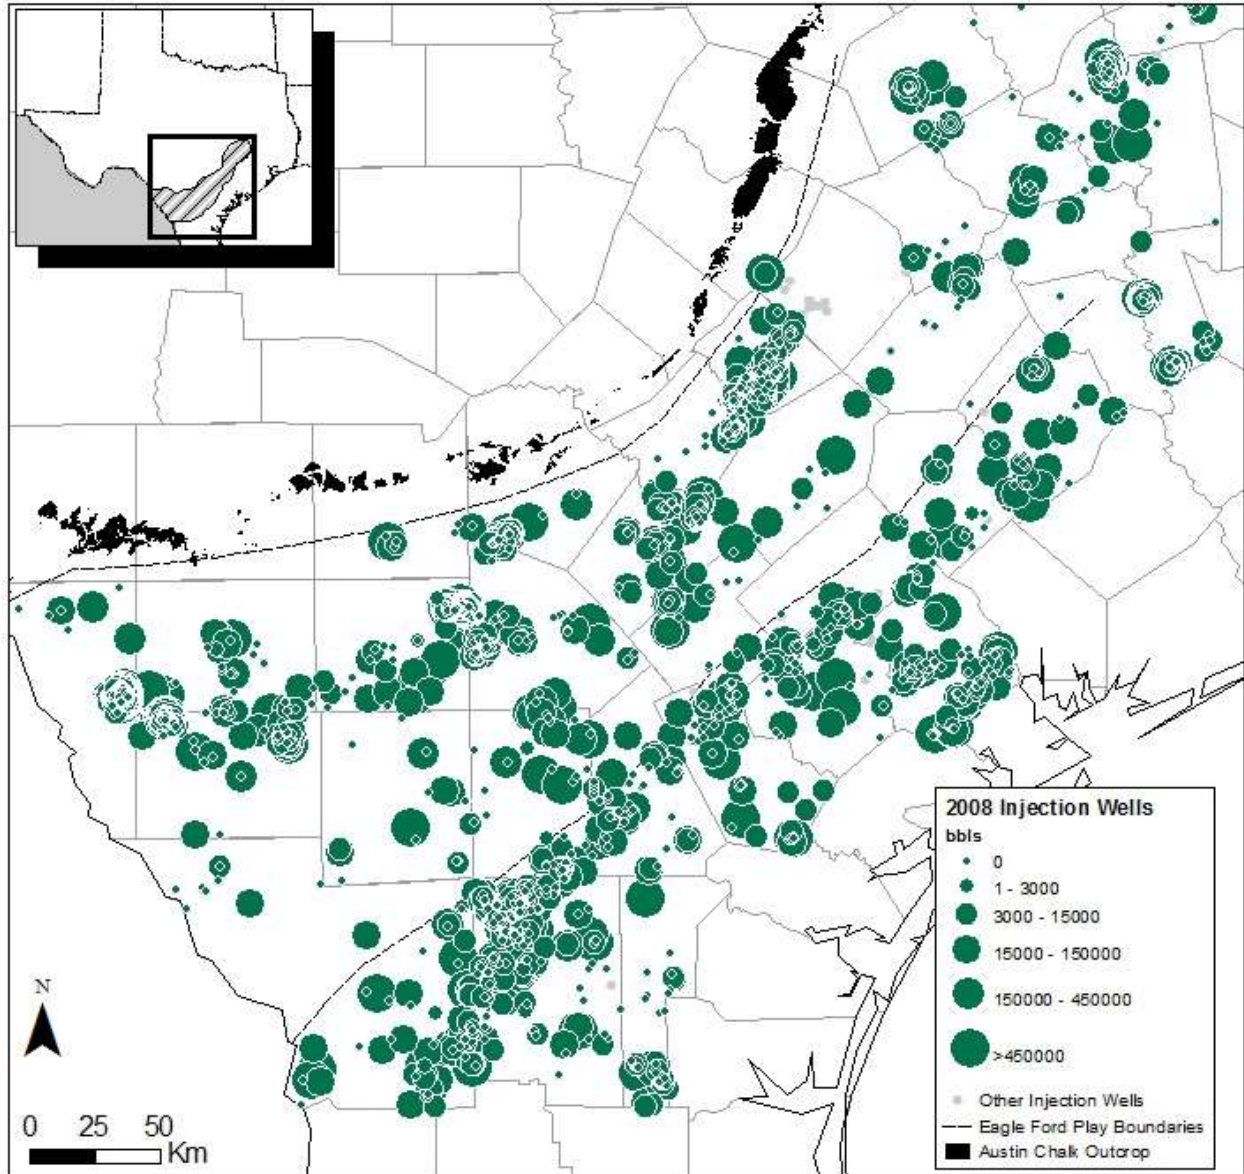 2008 Injection Wells
bbls
0
1 - 3000
3000 - 15000
15000 - 150000
150000 - 450000
>450000
Other Injection Wells
Eagle Ford Play Boundaries
Austin Chalk Outcrop
N
0 25 50
Km